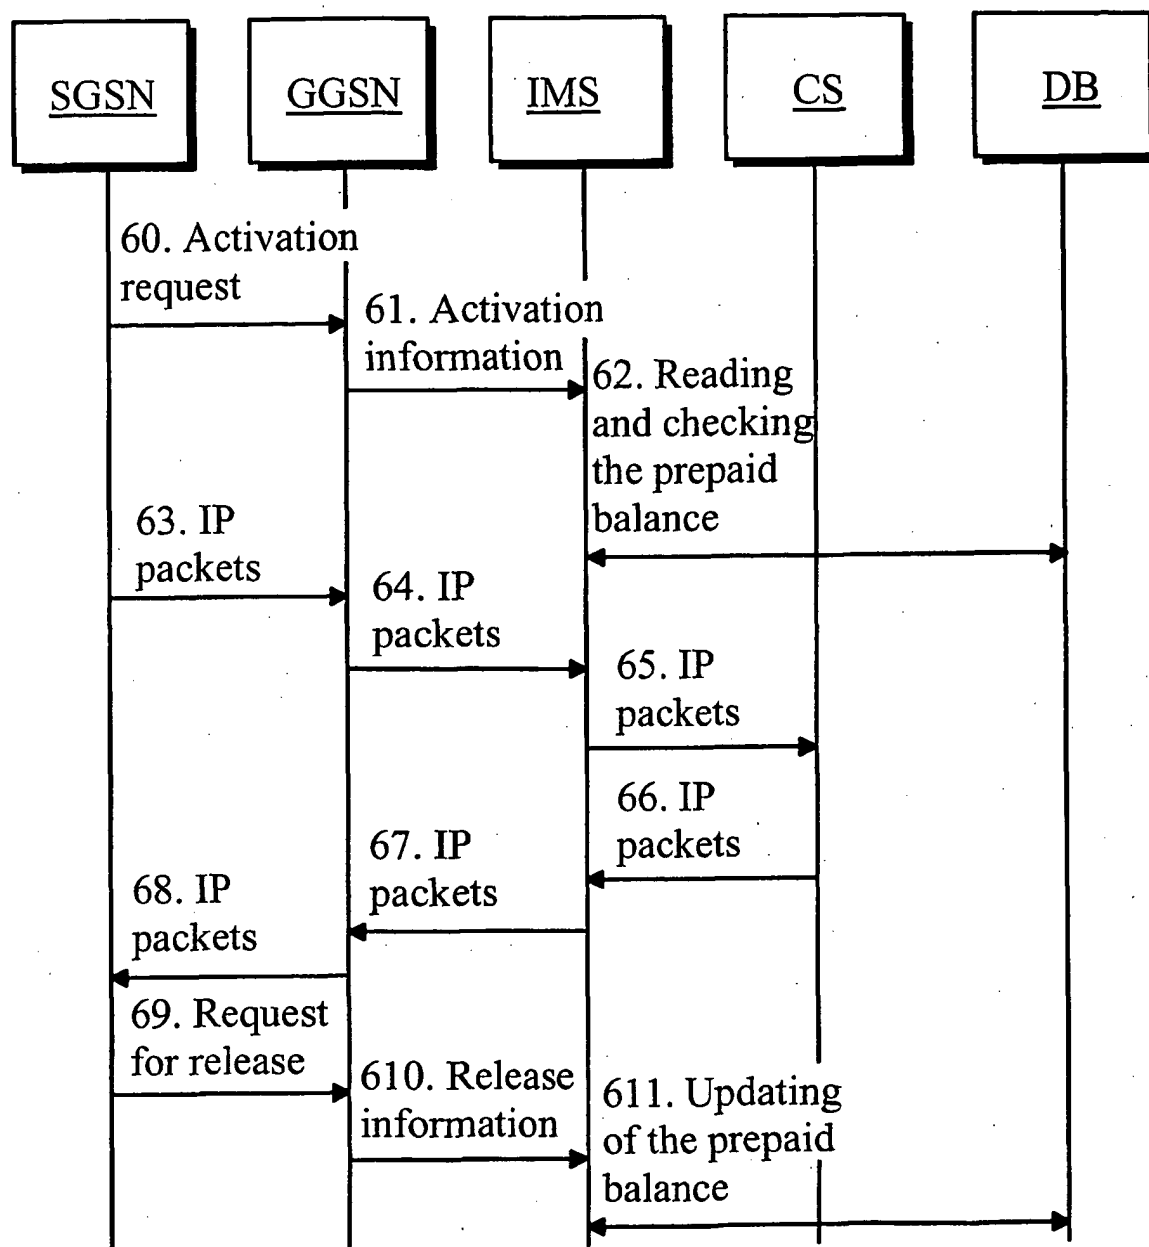 SGSN
GGSN
IMS
CS
DB
60. Activation
request
61. Activation
information
62. Reading
and checking
the prepaid
balance
63. IP
packets
64. IP
packets
65. IP
packets
66. IP
packets
67. IP
packets
68. IP
packets
69. Request
for release
610. Release
information
611. Updating
of the prepaid
balance